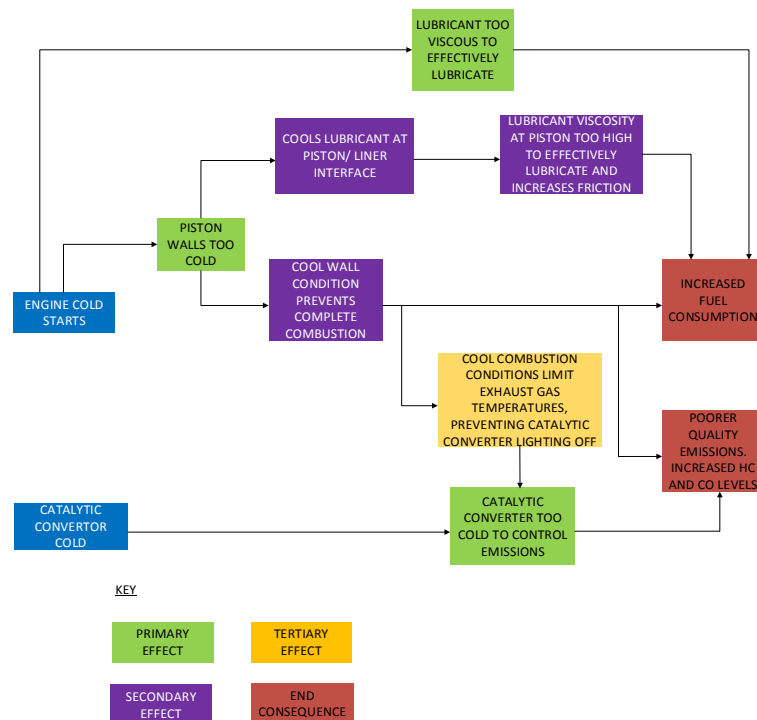 LUBRICANT TOO
VISCOUS TO
EFFECTIVELY
LUBRICATE
COOLS LUBRICANT AT
PISTON/ LINER
INTERFACE
LUBRICANT VISCOSITY
AT PISTON TOO HIGH
TO EFFECTIVELY
LUBRICATE AND
INCREASES FRICTION
PISTON
WALLS TOO
COLD
ENGINE COLD
STARTS
COOL WALL
CONDITION
PREVENTS
COMPLETE
COMBUSTION
INCREASED
FUEL
CONSUMPTION
COOL COMBUSTION
CONDITIONS LIMIT
EXHAUST GAS
TEMPERATURES,
PREVENTING CATALYTIC
CONVERTER LIGHTING OFF
POORER
QUALITY
EMISSIONS.
INCREASED HC
AND CO LEVELS
CATALYTIC
CONVERTOR
COLD
CATALYTIC
CONVERTER TOO
COLD TO CONTROL
EMISSIONS
KEY
PRIMARY
EFFECT
TERTIARY
EFFECT
SECONDARY
EFFECT
END
CONSEQUENCE